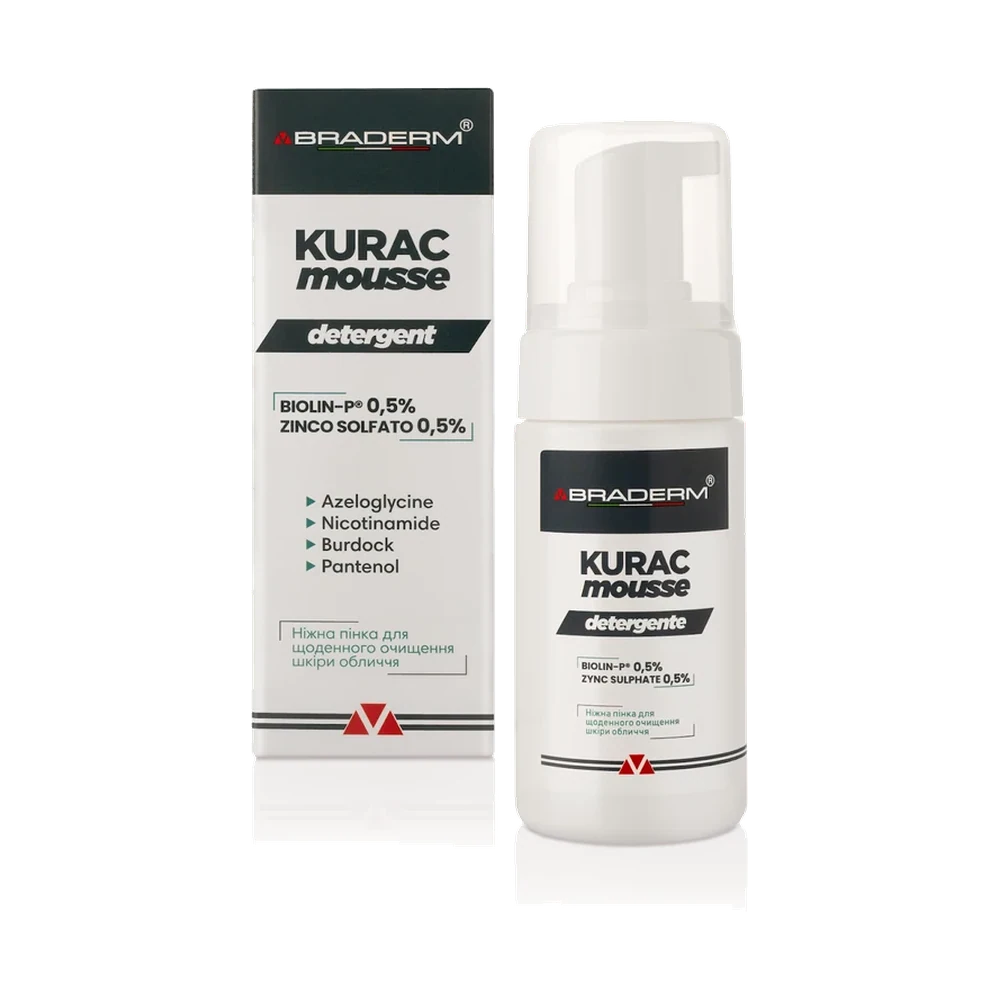 BRADERM®
KURAC
mousse
detergent
BIOLIN-P® 0,5%
ZINCO SOLFATO 0,5%
Azeloglycine
Nicotinamide
Burdock
Pantenol
Ніжна пінка для
щоденного очищення
шкіри обличчя
BRADERM®
KURAC
mousse
detergente
BIOLIN-P® 0,5%
ZYNC SULPHATE 0,5%
Ніжна пінка для
щоденного очищення
шкіри обличчя